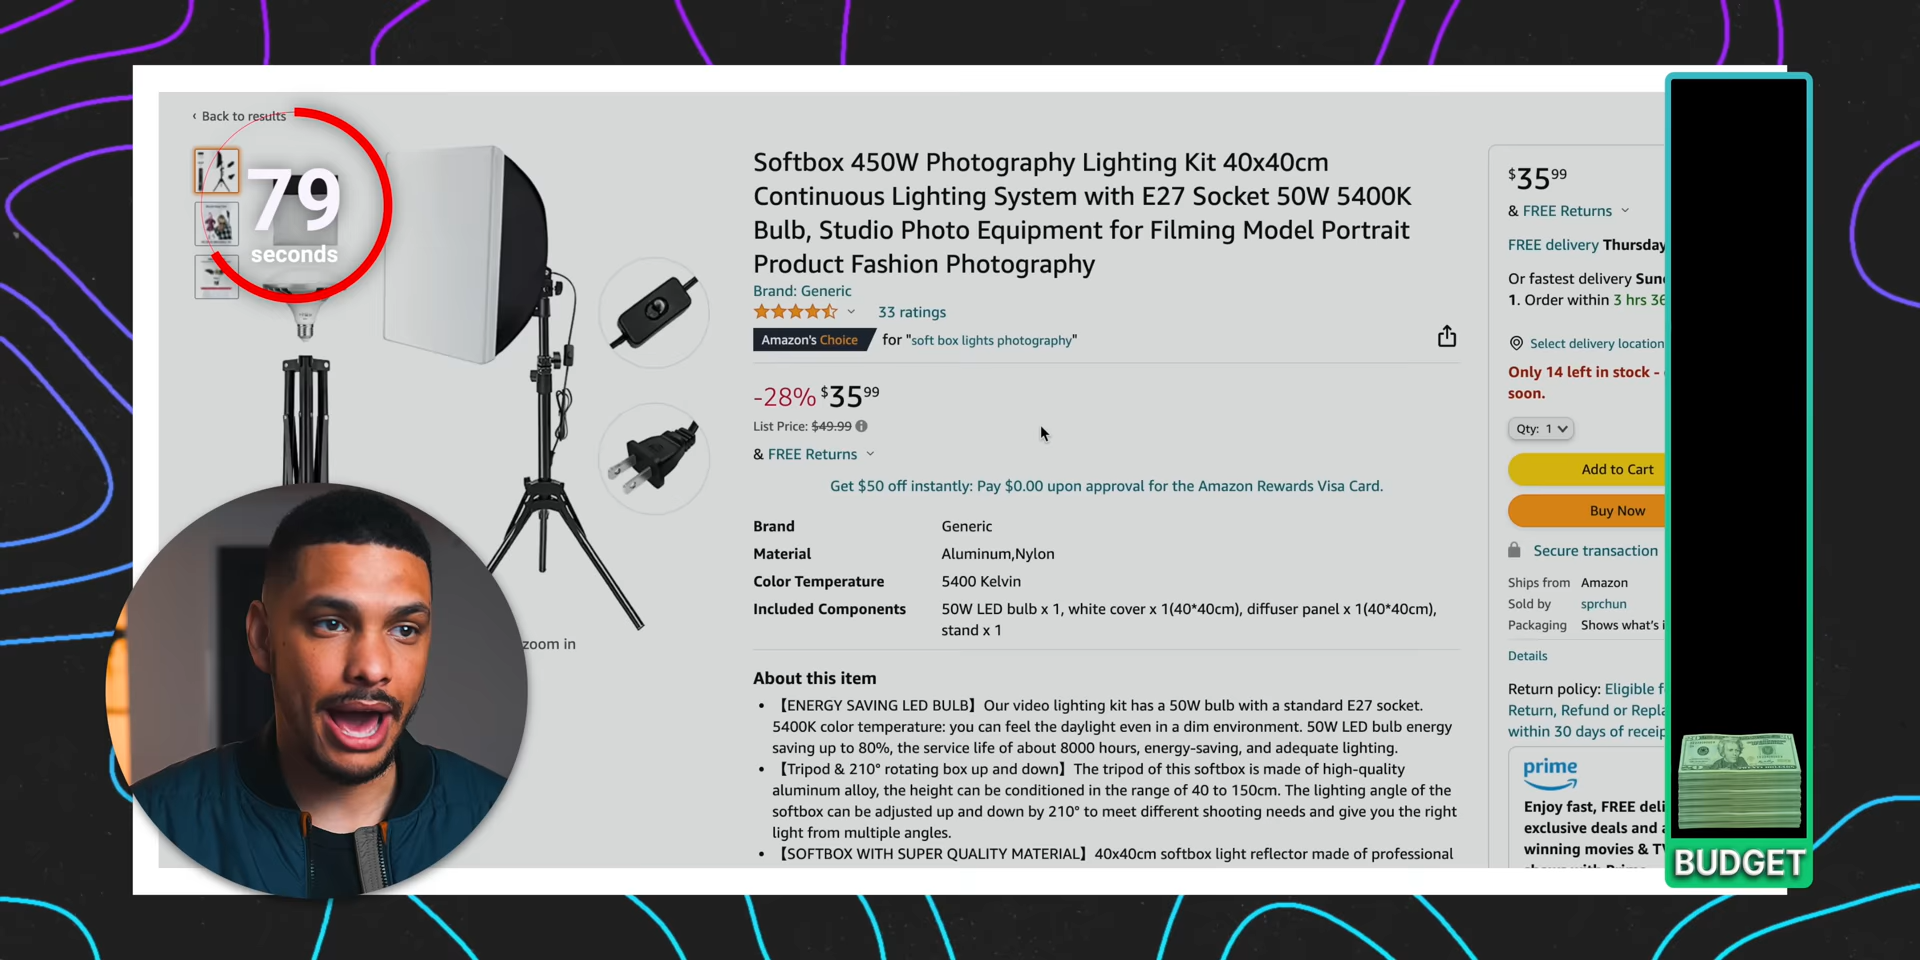 ‹ Back to results
79
seconds
zoom in
Softbox 450W Photography Lighting Kit 40x40cm
Continuous Lighting System with E27 Socket 50W 5400K
Bulb, Studio Photo Equipment for Filming Model Portrait
Product Fashion Photography
Brand: Generic
33 ratings
Amazon's Choice for "soft box lights photography"
-28% $35 99
List Price: $49.99
& FREE Returns
Get $50 off instantly: Pay $0.00 upon approval for the Amazon Rewards Visa Card.
Brand Generic
Material Aluminum,Nylon
Color Temperature 5400 Kelvin
Included Components 50W LED bulb x 1, white cover x 1(40*40cm), diffuser panel x 1(40*40cm),
stand x 1
About this item
• 【ENERGY SAVING LED BULB】Our video lighting kit has a 50W bulb with a standard E27 socket.
5400K color temperature: you can feel the daylight even in a dim environment. 50W LED bulb energy
saving up to 80%, the service life of about 8000 hours, energy-saving, and adequate lighting.
• 【Tripod & 210° rotating box up and down】The tripod of this softbox is made of high-quality
aluminum alloy, the height can be conditioned in the range of 40 to 150cm. The lighting angle of the
softbox can be adjusted up and down by 210° to meet different shooting needs and give you the right
light from multiple angles.
• 【SOFTBOX WITH SUPER QUALITY MATERIAL】40x40cm softbox light reflector made of professional
$35 99
& FREE Returns
FREE delivery Thursday
Or fastest delivery Sun
1. Order within 3 hrs 36
Select delivery location
Only 14 left in stock -
soon.
Qty: 1
Add to Cart
Buy Now
Secure transaction
Ships from Amazon
Sold by sprchun
Packaging Shows what's i
Details
Return policy: Eligible f
Return, Refund or Repla
within 30 days of receip
prime
Enjoy fast, FREE deli
exclusive deals and a
winning movies & T
BUDGET